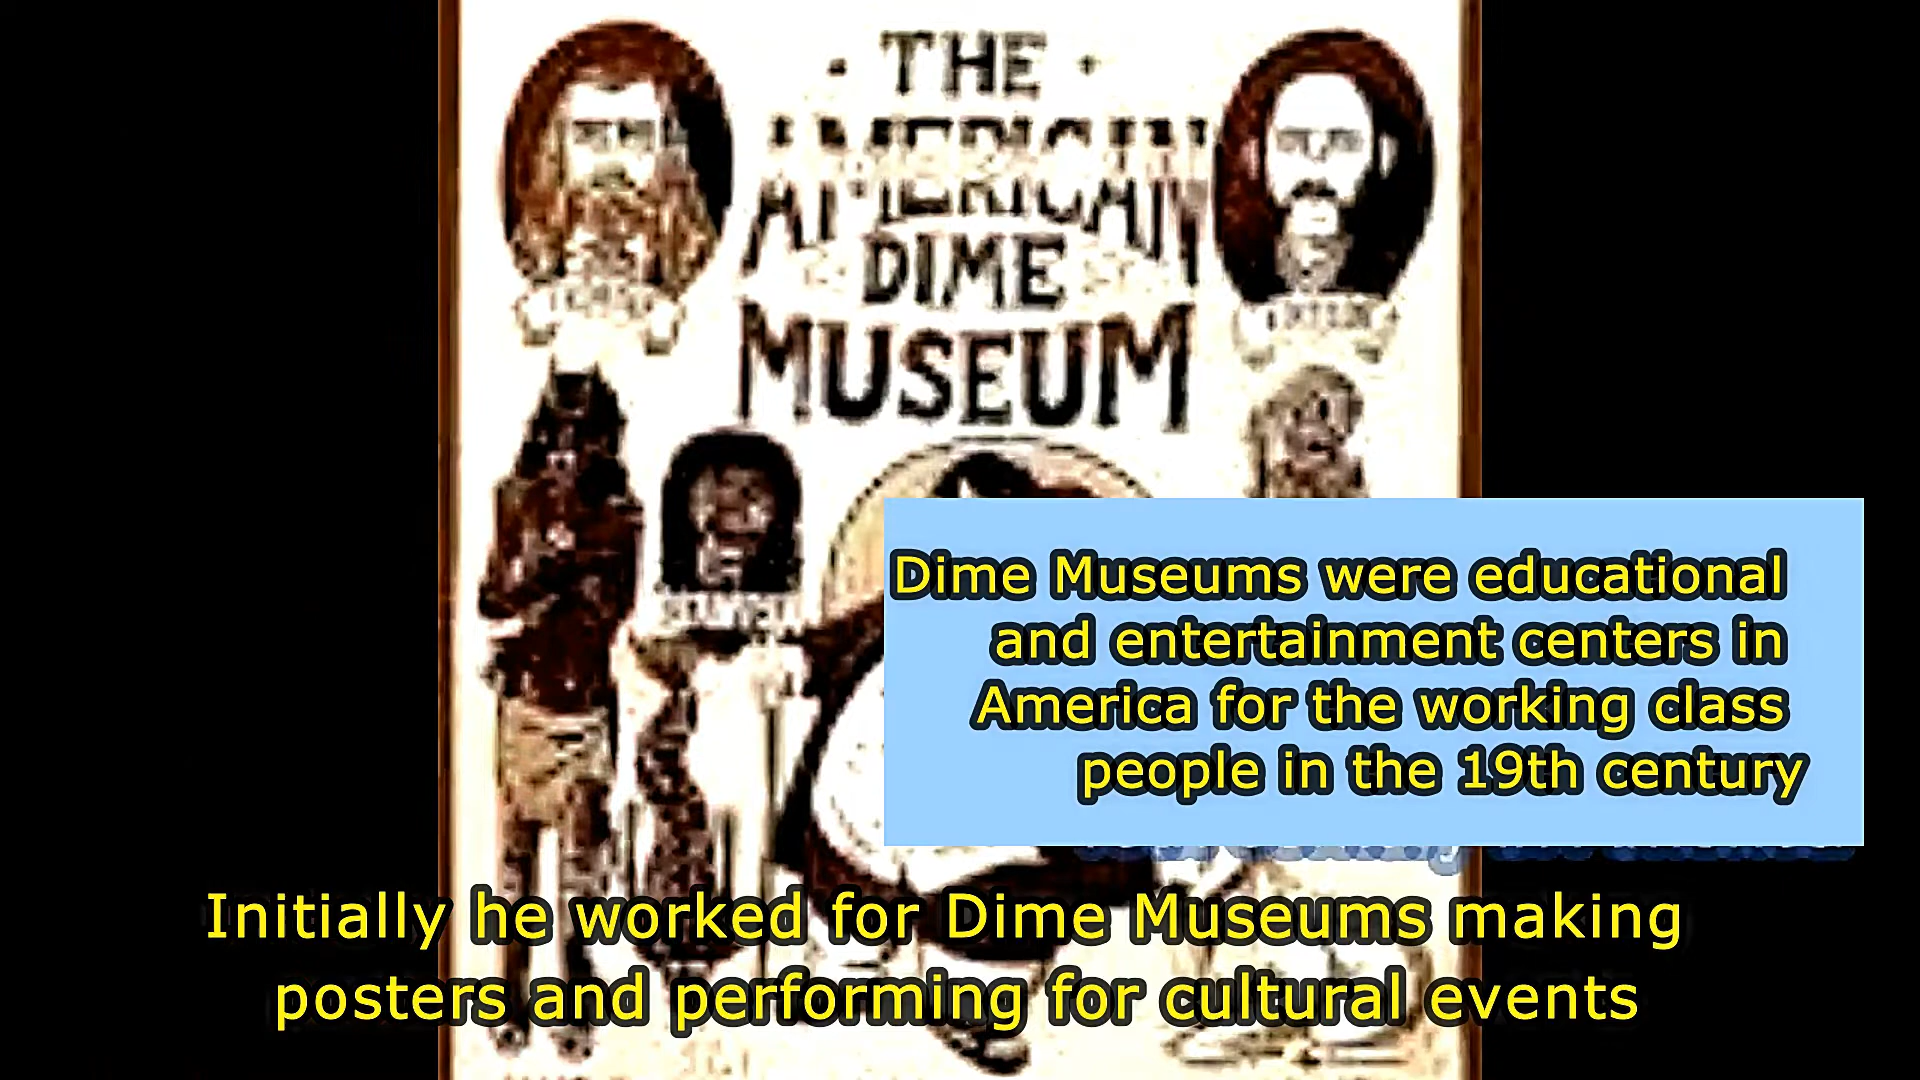 THE
AMERICAN
DIME
MUSEUM
Dime Museums were educational
and entertainment centers in
America for the working class
people in the 19th century
Initially he worked for Dime Museums making
posters and performing for cultural events